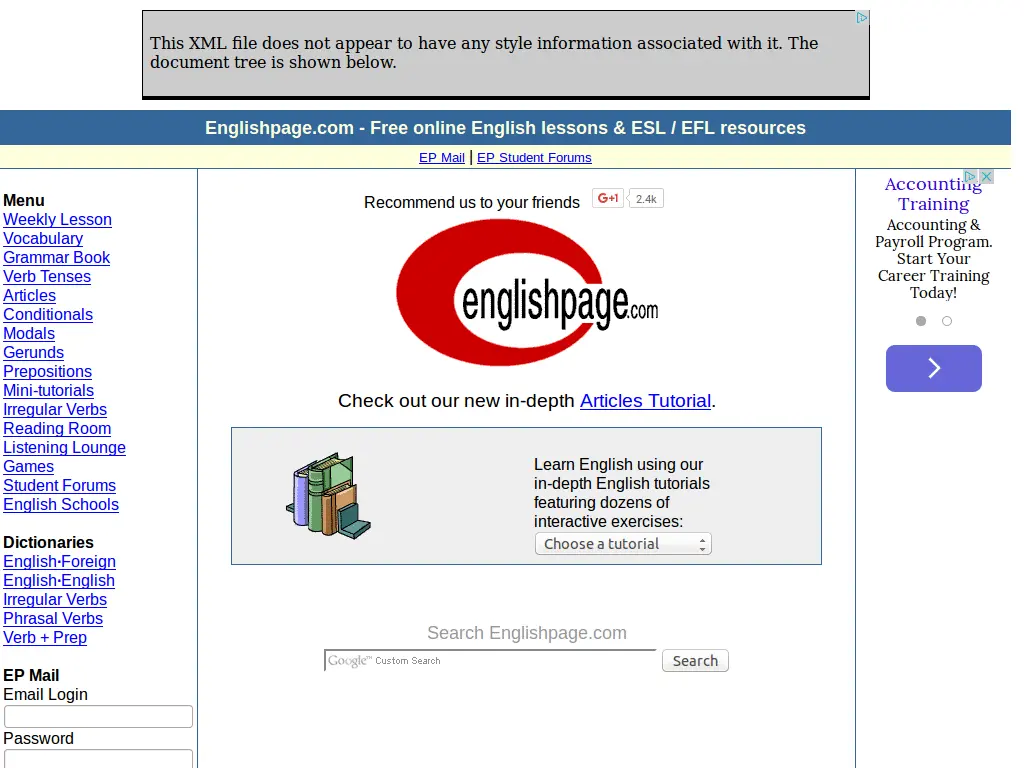 This XML file does not appear to have any style information associated with it. The
document tree is shown below.
Englishpage.com - Free online English lessons & ESL / EFL resources
EP Mail | EP Student Forums
Menu
Weekly Lesson
Vocabulary
Grammar Book
Verb Tenses
Articles
Conditionals
Modals
Gerunds
Prepositions
Mini-tutorials
Irregular Verbs
Reading Room
Listening Lounge
Games
Student Forums
English Schools
Dictionaries
English·Foreign
English·English
Irregular Verbs
Phrasal Verbs
Verb + Prep
EP Mail
Email Login
Password
Recommend us to your friends
G+1
2.4k
englishpage.com
Check out our new in-depth Articles Tutorial.
Learn English using our
in-depth English tutorials
featuring dozens of
interactive exercises:
Choose a tutorial
Search Englishpage.com
Google™ Custom Search
Search
Accounting
Training
Accounting &
Payroll Program.
Start Your
Career Training
Today!